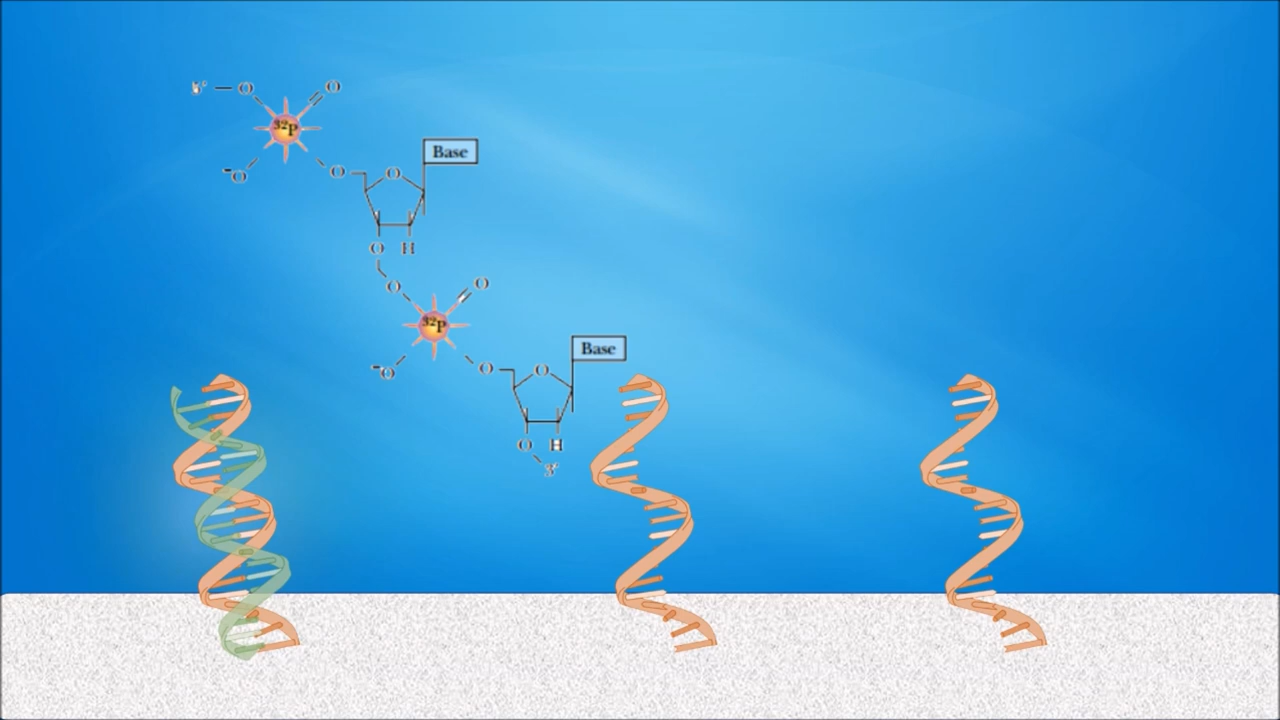 5' — O O
³²P
⁻O O
Base
O
O H
O O
³²P
⁻O O
Base
O
O H
3'